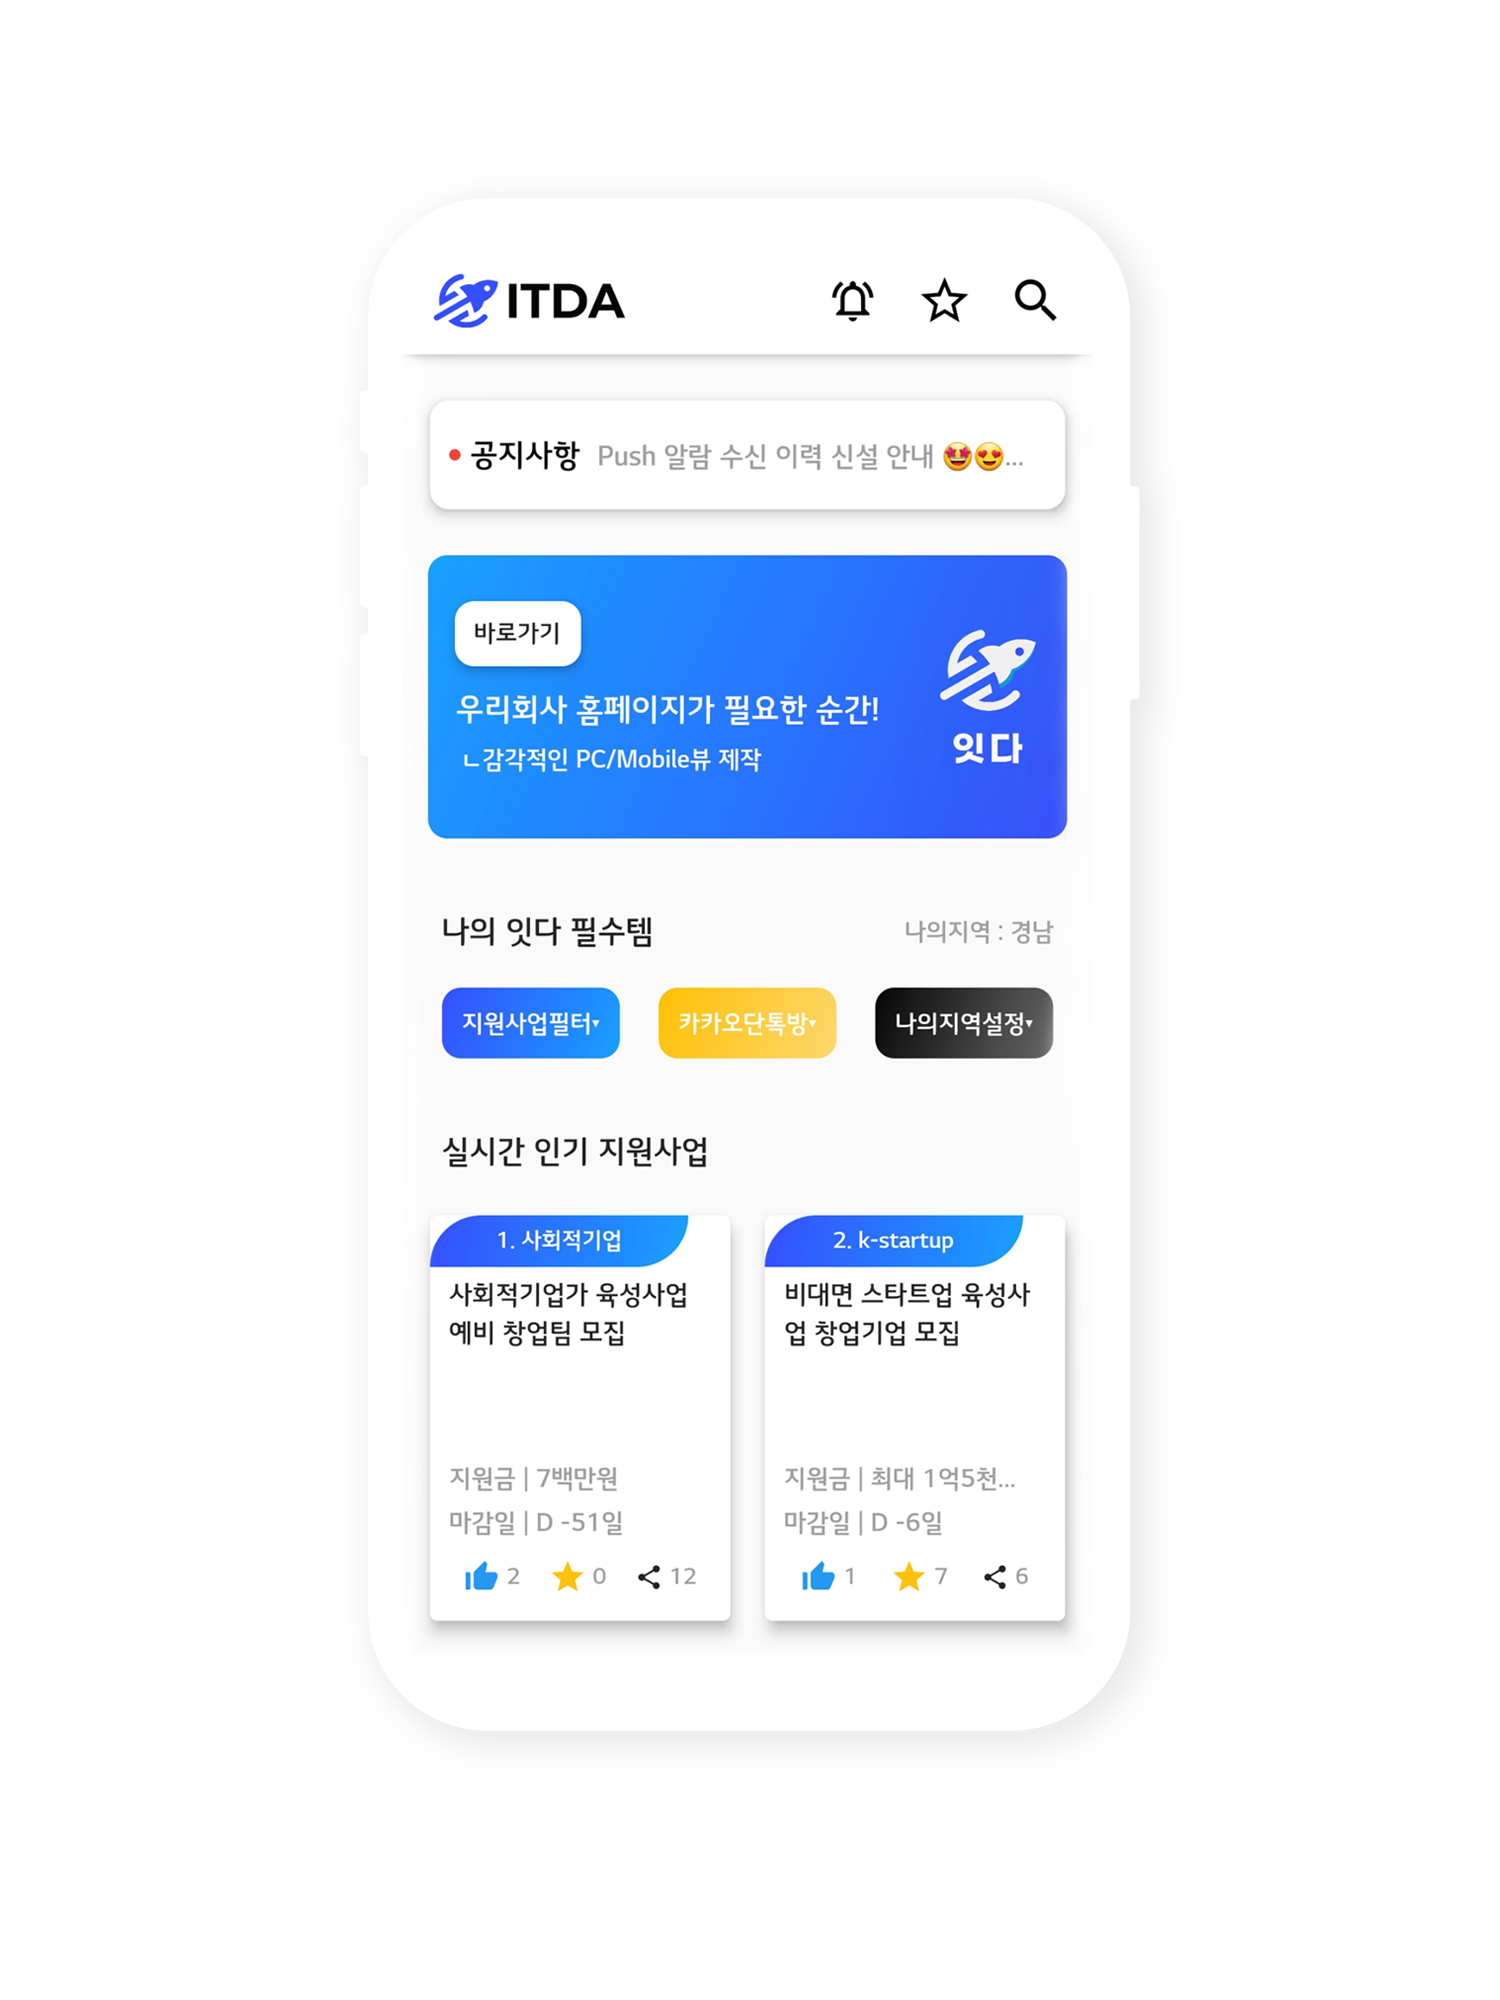 ITDA
공지사항 Push 알람 수신 이력 신설 안내 🤩😍...
바로가기
우리회사 홈페이지가 필요한 순간!
ㄴ감각적인 PC/Mobile뷰 제작
잇다
나의 잇다 필수템
나의지역 : 경남
지원사업필터▾
카카오단톡방▾
나의지역설정▾
실시간 인기 지원사업
1. 사회적기업
사회적기업가 육성사업
예비 창업팀 모집
지원금 | 7백만원
마감일 | D -51일
2 0 12
2. k-startup
비대면 스타트업 육성사
업 창업기업 모집
지원금 | 최대 1억5천...
마감일 | D -6일
1 7 6